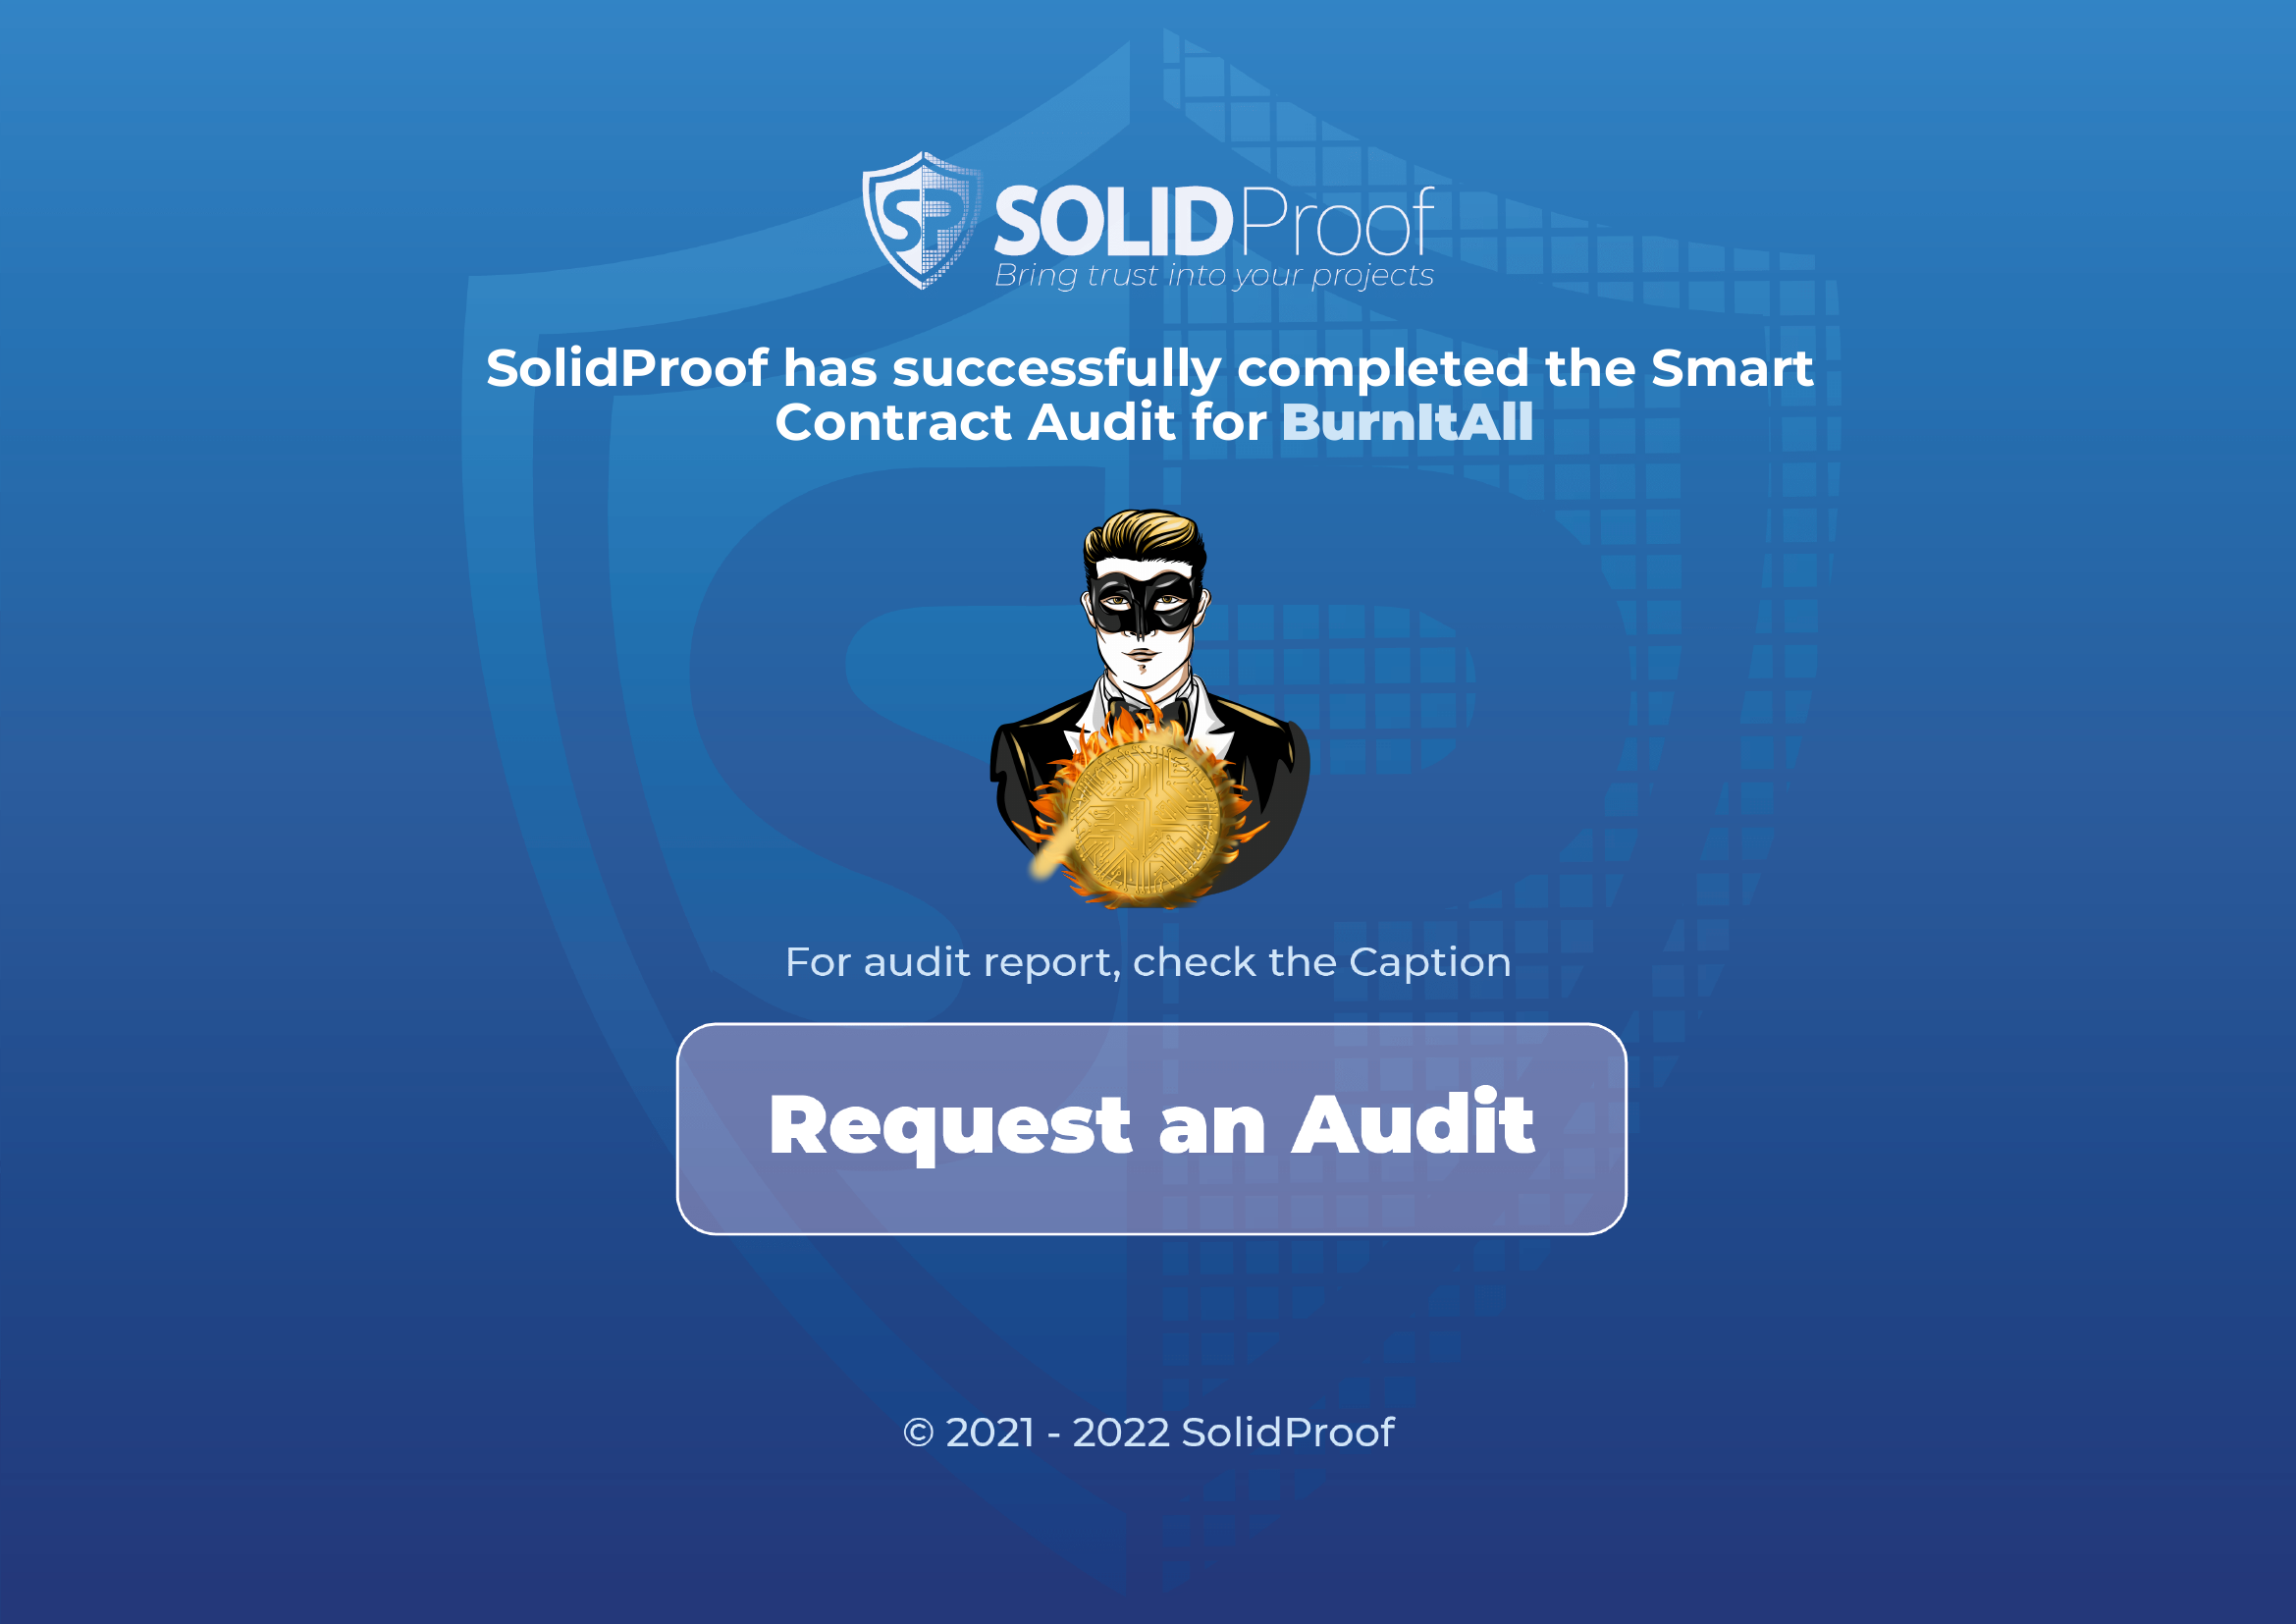 SP SOLIDProof
Bring trust into your projects
SolidProof has successfully completed the Smart
Contract Audit for BurnItAll
For audit report, check the Caption
Request an Audit
© 2021 - 2022 SolidProof